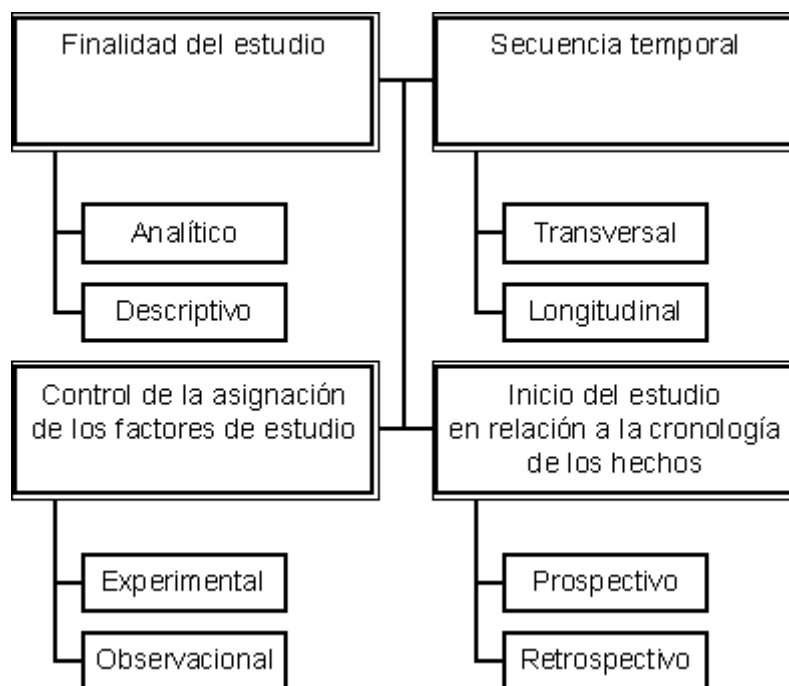 Finalidad del estudio
Secuencia temporal
Analítico
Descriptivo
Transversal
Longitudinal
Control de la asignación
de los factores de estudio
Inicio del estudio
en relación a la cronología
de los hechos
Experimental
Observacional
Prospectivo
Retrospectivo